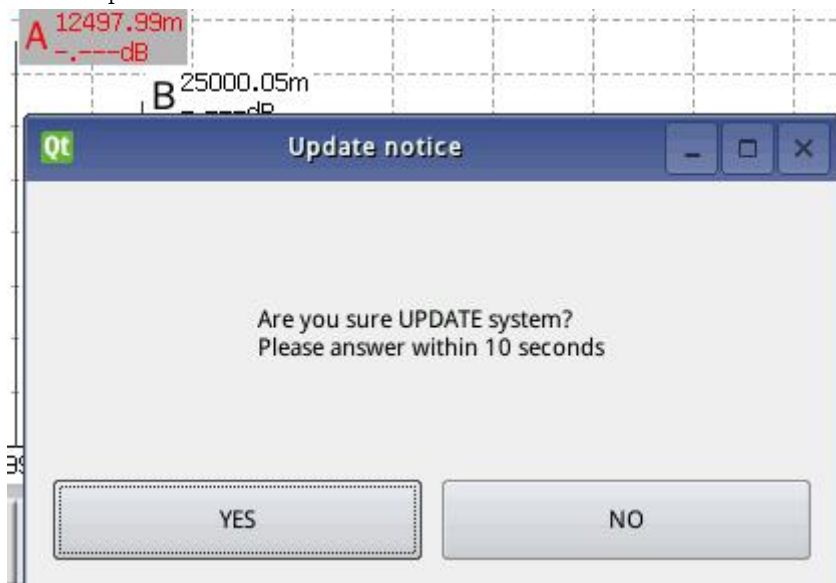 A 12497.99m
-.---dB
B 25000.05m
-.---dB
Qt Update notice
Are you sure UPDATE system?
Please answer within 10 seconds
YES NO